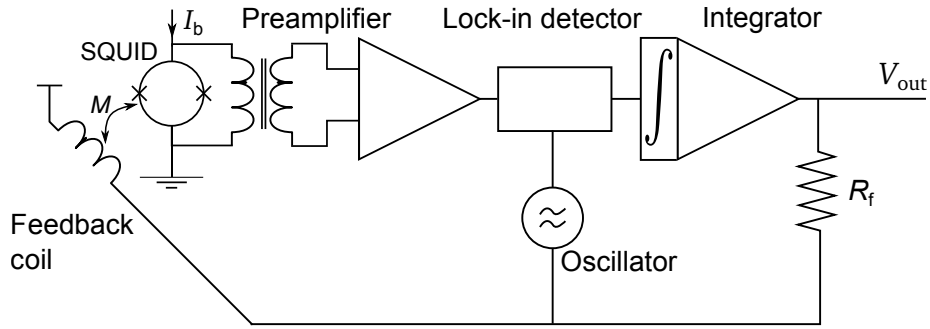 Preamplifier
Lock-in detector
Integrator
I_b
SQUID
V_out
M
R_f
Feedback
coil
Oscillator